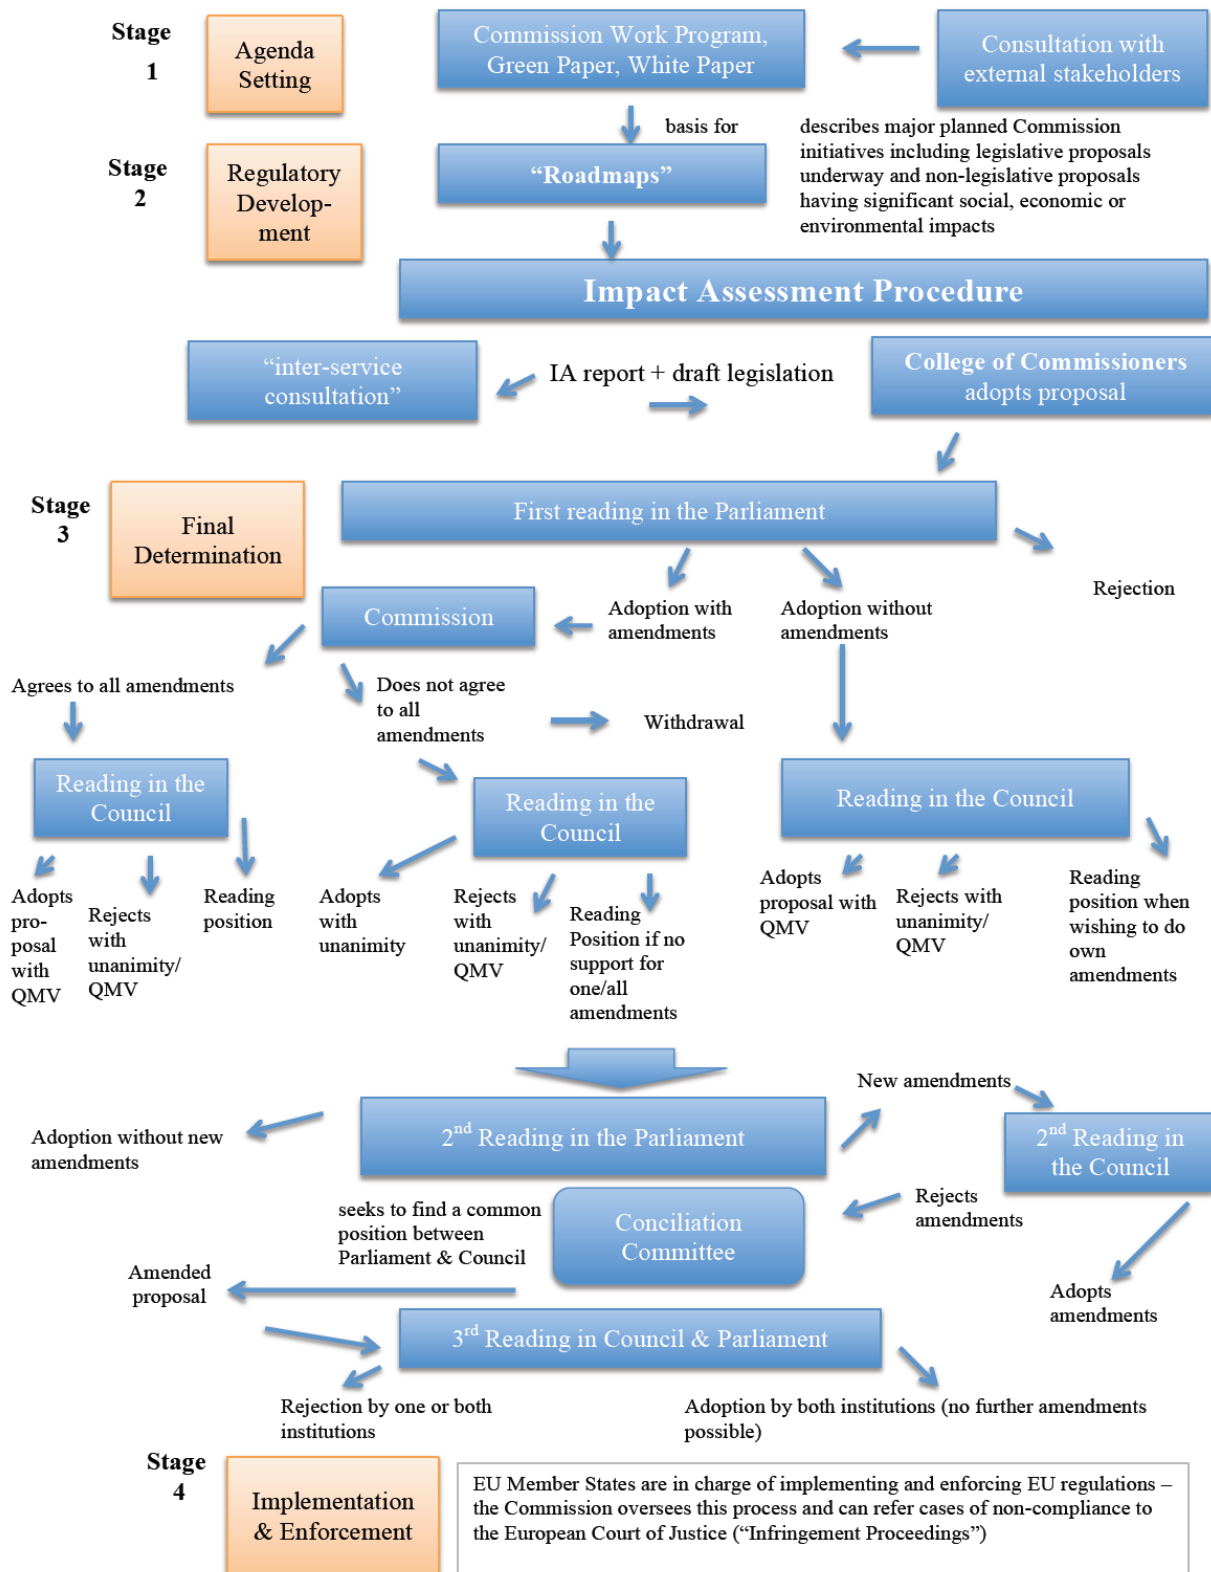 Stage
1
Agenda
Setting
Commission Work Program,
Green Paper, White Paper
Consultation with
external stakeholders
basis for
describes major planned Commission
initiatives including legislative proposals
underway and non-legislative proposals
having significant social, economic or
environmental impacts
Stage
2
Regulatory
Develop-
ment
“Roadmaps”
Impact Assessment Procedure
“inter-service
consultation”
IA report + draft legislation
College of Commissioners
adopts proposal
Stage
3
Final
Determination
First reading in the Parliament
Rejection
Commission
Adoption with
amendments
Adoption without
amendments
Agrees to all amendments
Does not agree
to all
amendments
Withdrawal
Reading in the
Council
Reading in the
Council
Reading in the Council
Adopts
pro-
posal
with
QMV
Rejects
with
unanimity/
QMV
Reading
position
Adopts
with
unanimity
Rejects
with
unanimity/
QMV
Reading
Position if no
support for
one/all
amendments
Adopts
proposal with
QMV
Rejects with
unanimity/
QMV
Reading
position when
wishing to do
own
amendments
New amendments
Adoption without new
amendments
2nd Reading in the Parliament
2nd Reading in
the Council
seeks to find a common
position between
Parliament & Council
Conciliation
Committee
Rejects
amendments
Amended
proposal
Adopts
amendments
3rd Reading in Council & Parliament
Rejection by one or both
institutions
Adoption by both institutions (no further amendments
possible)
Stage
4
Implementation
& Enforcement
EU Member States are in charge of implementing and enforcing EU regulations –
the Commission oversees this process and can refer cases of non-compliance to
the European Court of Justice (“Infringement Proceedings”)